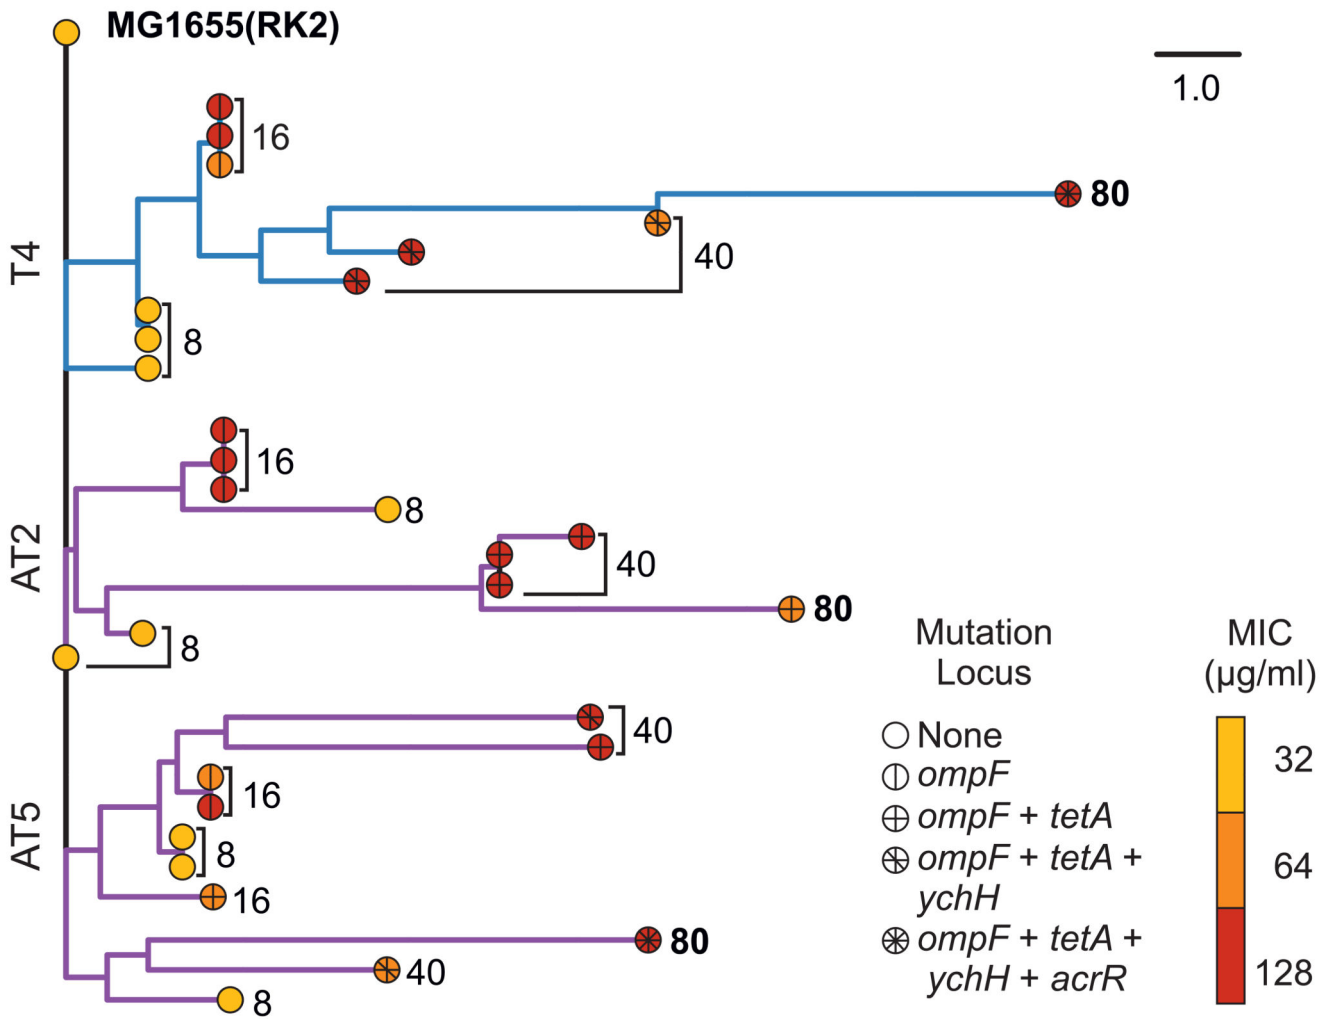 MG1655(RK2)
1.0
T4
16
80
40
8
AT2
16
8
40
80
8
AT5
40
16
8
16
80
40
8
Mutation
Locus
None
ompF
ompF + tetA
ompF + tetA +
ychH
ompF + tetA +
ychH + acrR
MIC
(µg/ml)
32
64
128